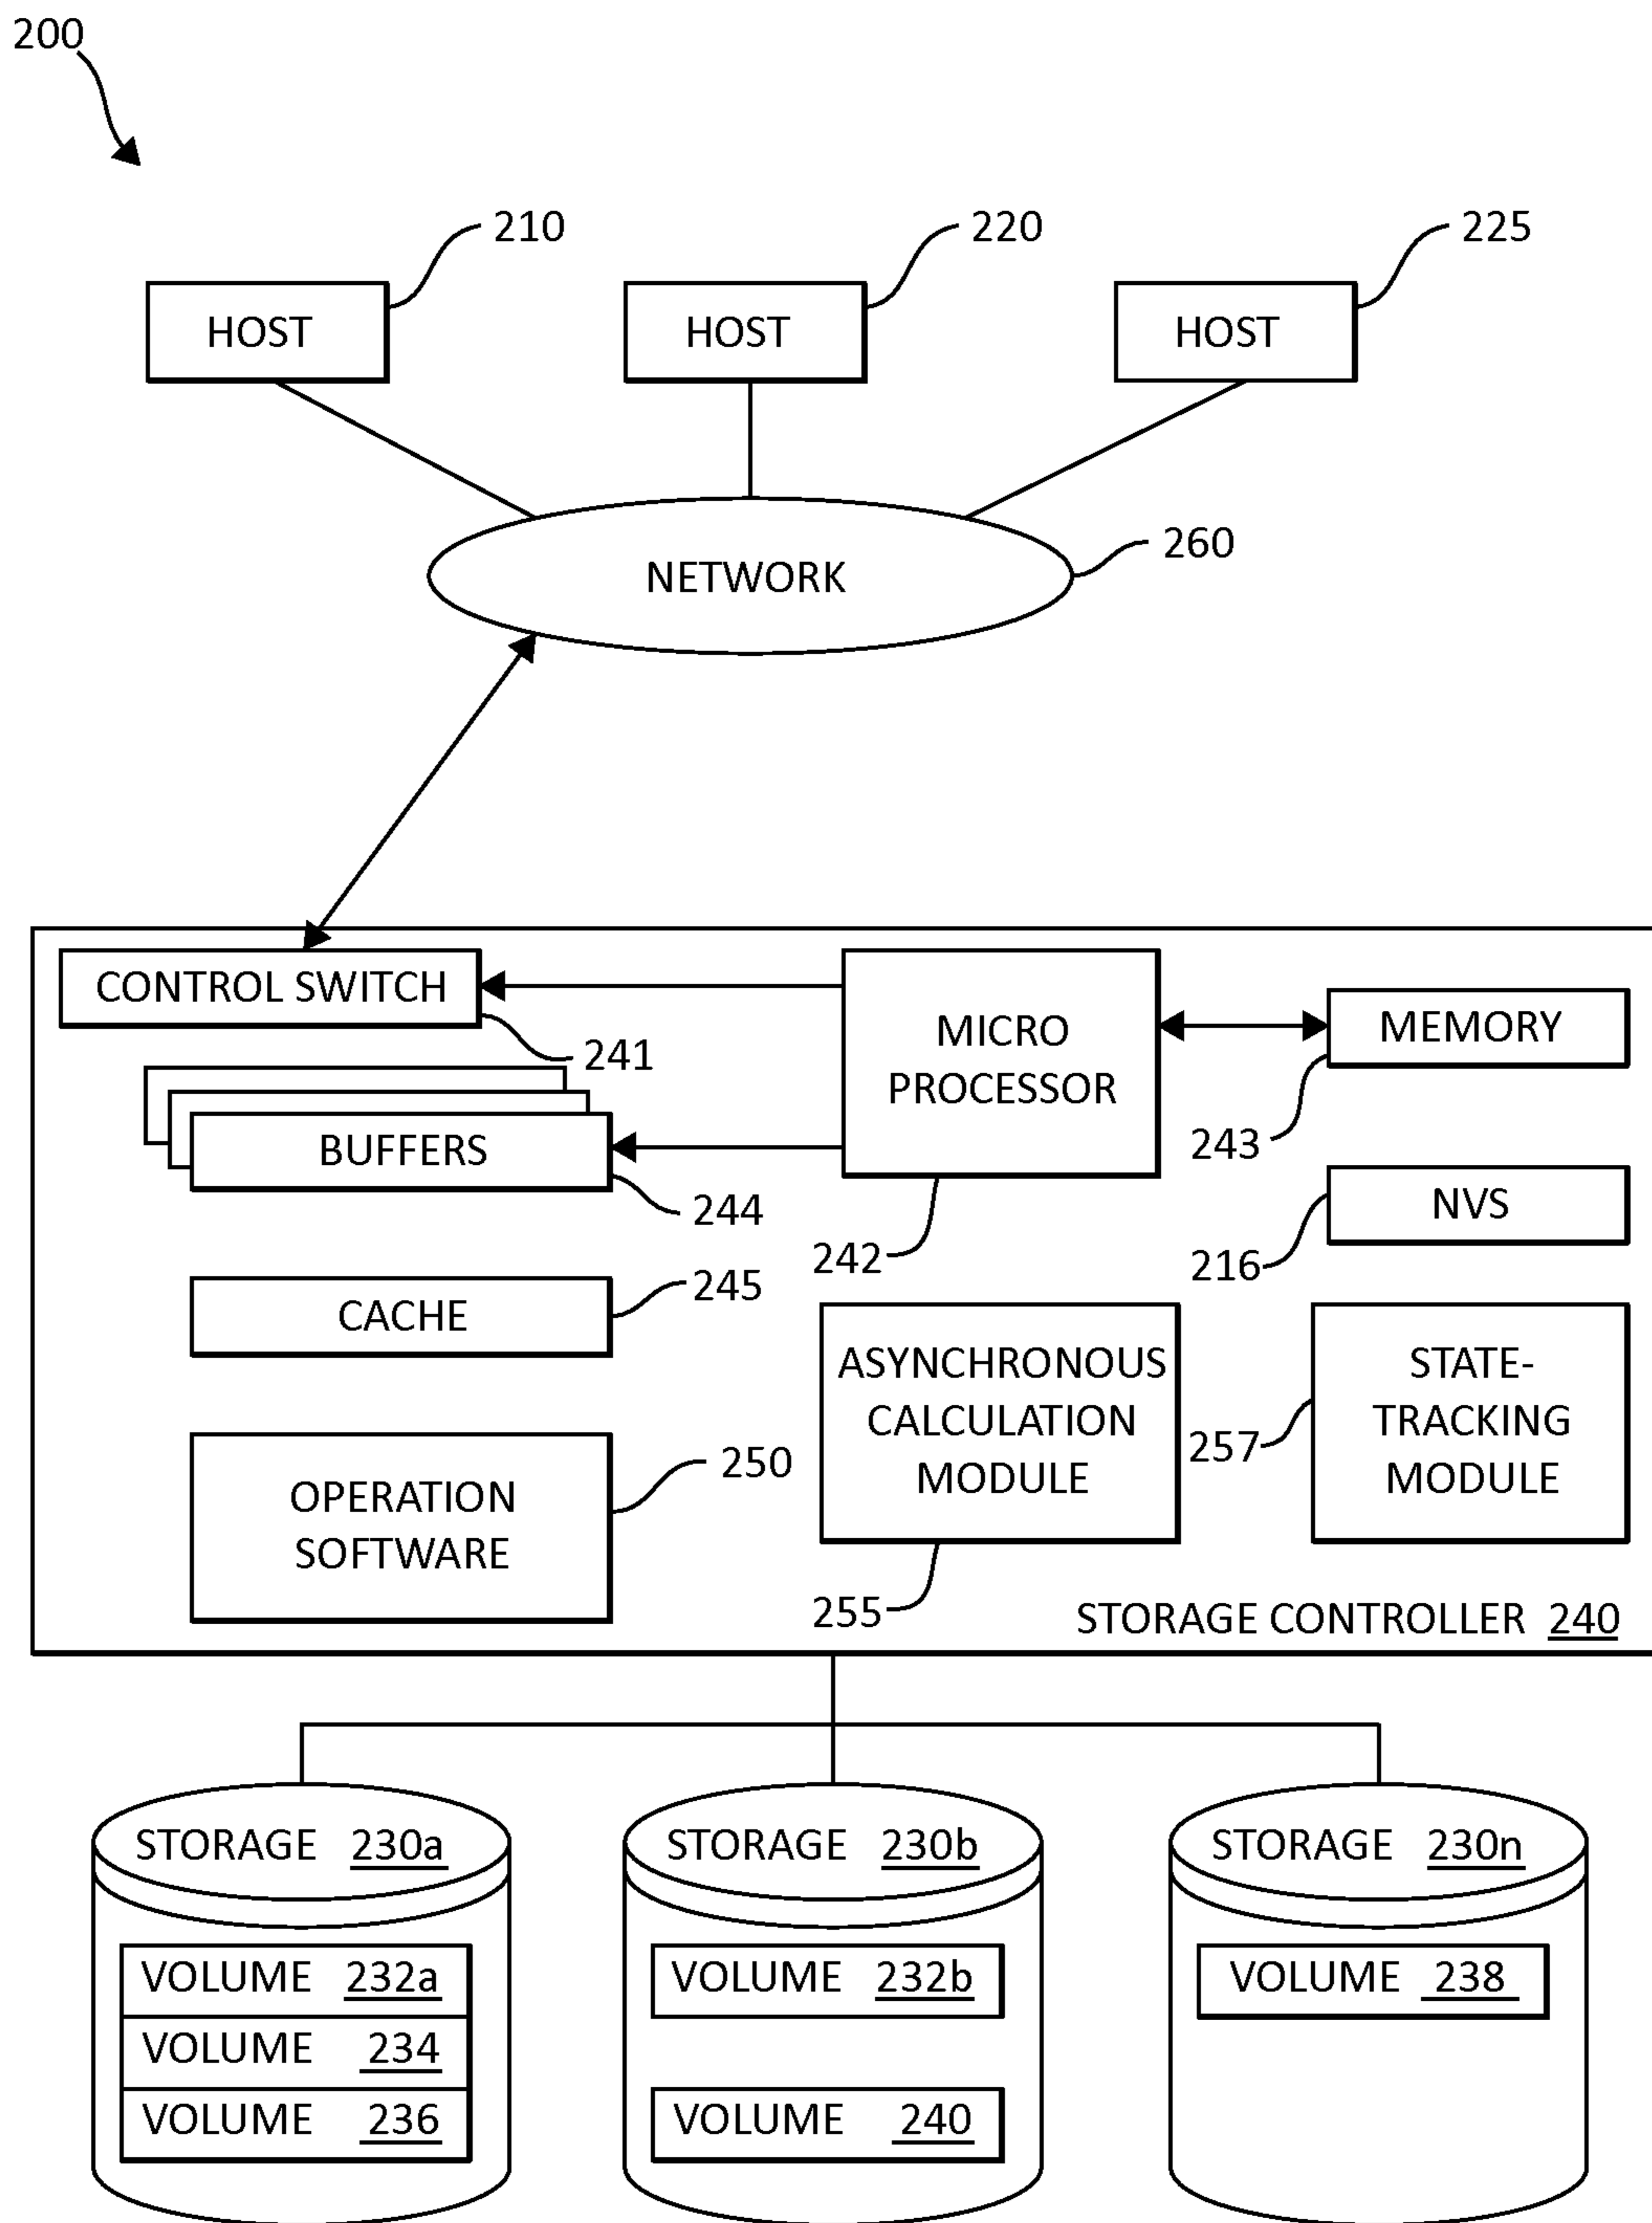 200
210
220
225
HOST
HOST
HOST
260
NETWORK
CONTROL SWITCH
241
MICRO
PROCESSOR
MEMORY
243
BUFFERS
244
242
NVS
216
245
CACHE
ASYNCHRONOUS
CALCULATION
MODULE
STATE-
TRACKING
MODULE
257
250
OPERATION
SOFTWARE
255
STORAGE CONTROLLER 240
STORAGE 230a
STORAGE 230b
STORAGE 230n
VOLUME 232a
VOLUME 234
VOLUME 236
VOLUME 232b
VOLUME 240
VOLUME 238